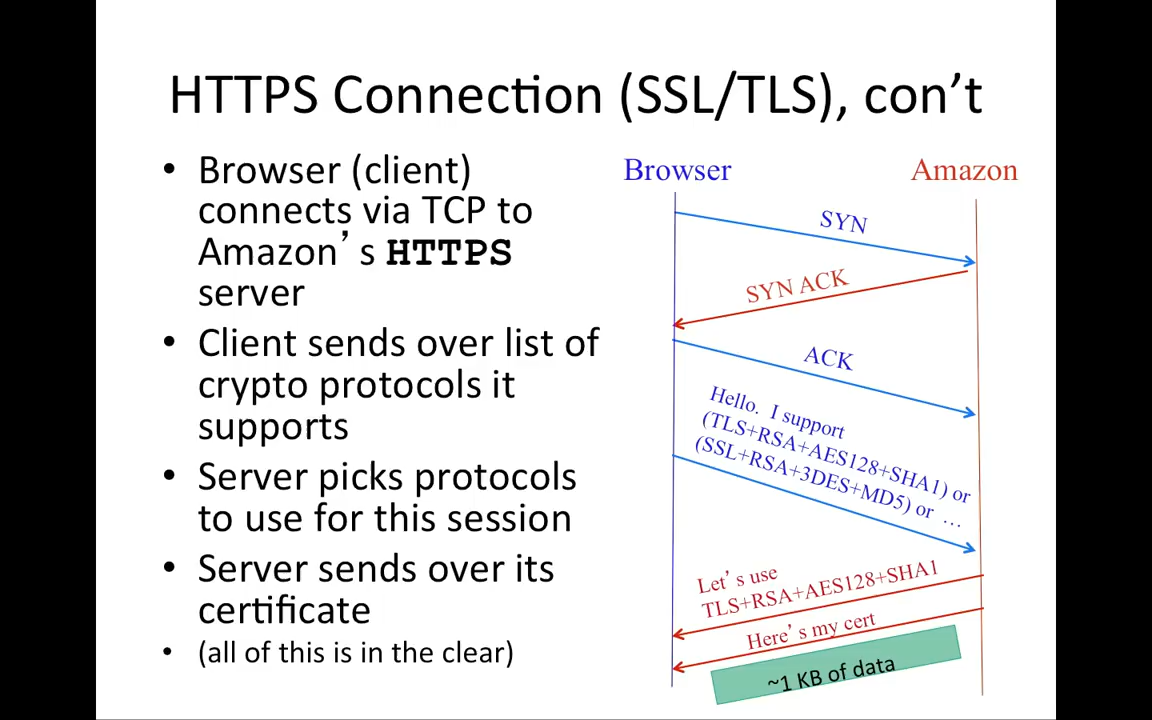 HTTPS Connection (SSL/TLS), con’t
• Browser (client)
connects via TCP to
Amazon’s HTTPS
server
• Client sends over list of
crypto protocols it
supports
• Server picks protocols
to use for this session
• Server sends over its
certificate
• (all of this is in the clear)
Browser
Amazon
SYN
SYN ACK
ACK
Hello. I support
(TLS+RSA+AES128+SHA1) or
(SSL+RSA+3DES+MD5) or …
Let’s use
TLS+RSA+AES128+SHA1
Here’s my cert
~1 KB of data